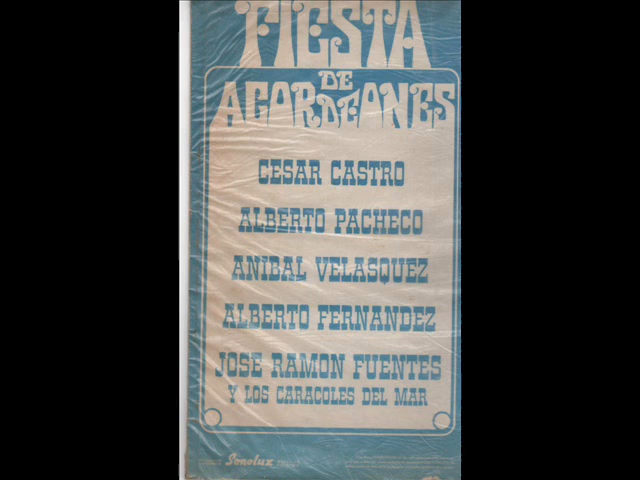 FIESTA
DE
ACORDEONES
CESAR CASTRO
ALBERTO PACHECO
ANIBAL VELASQUEZ
ALBERTO FERNANDEZ
JOSE RAMON FUENTES
Y LOS CARACOLES DEL MAR
Sonolux